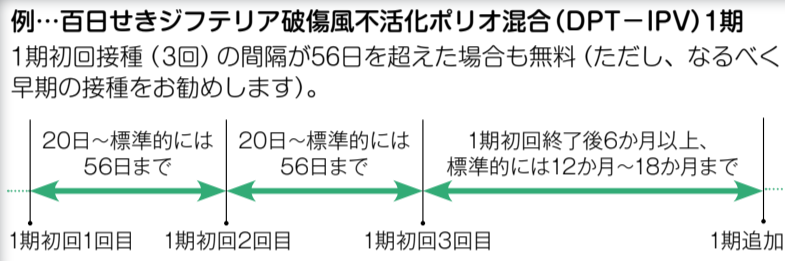 例…百日せきジフテリア破傷風不活化ポリオ混合（DPT－IPV）1期
1期初回接種（3回）の間隔が56日を超えた場合も無料（ただし、なるべく
早期の接種をお勧めします）。
20日～標準的には
56日まで
20日～標準的には
56日まで
1期初回終了後6か月以上、
標準的には12か月～18か月まで
1期初回1回目
1期初回2回目
1期初回3回目
1期追加